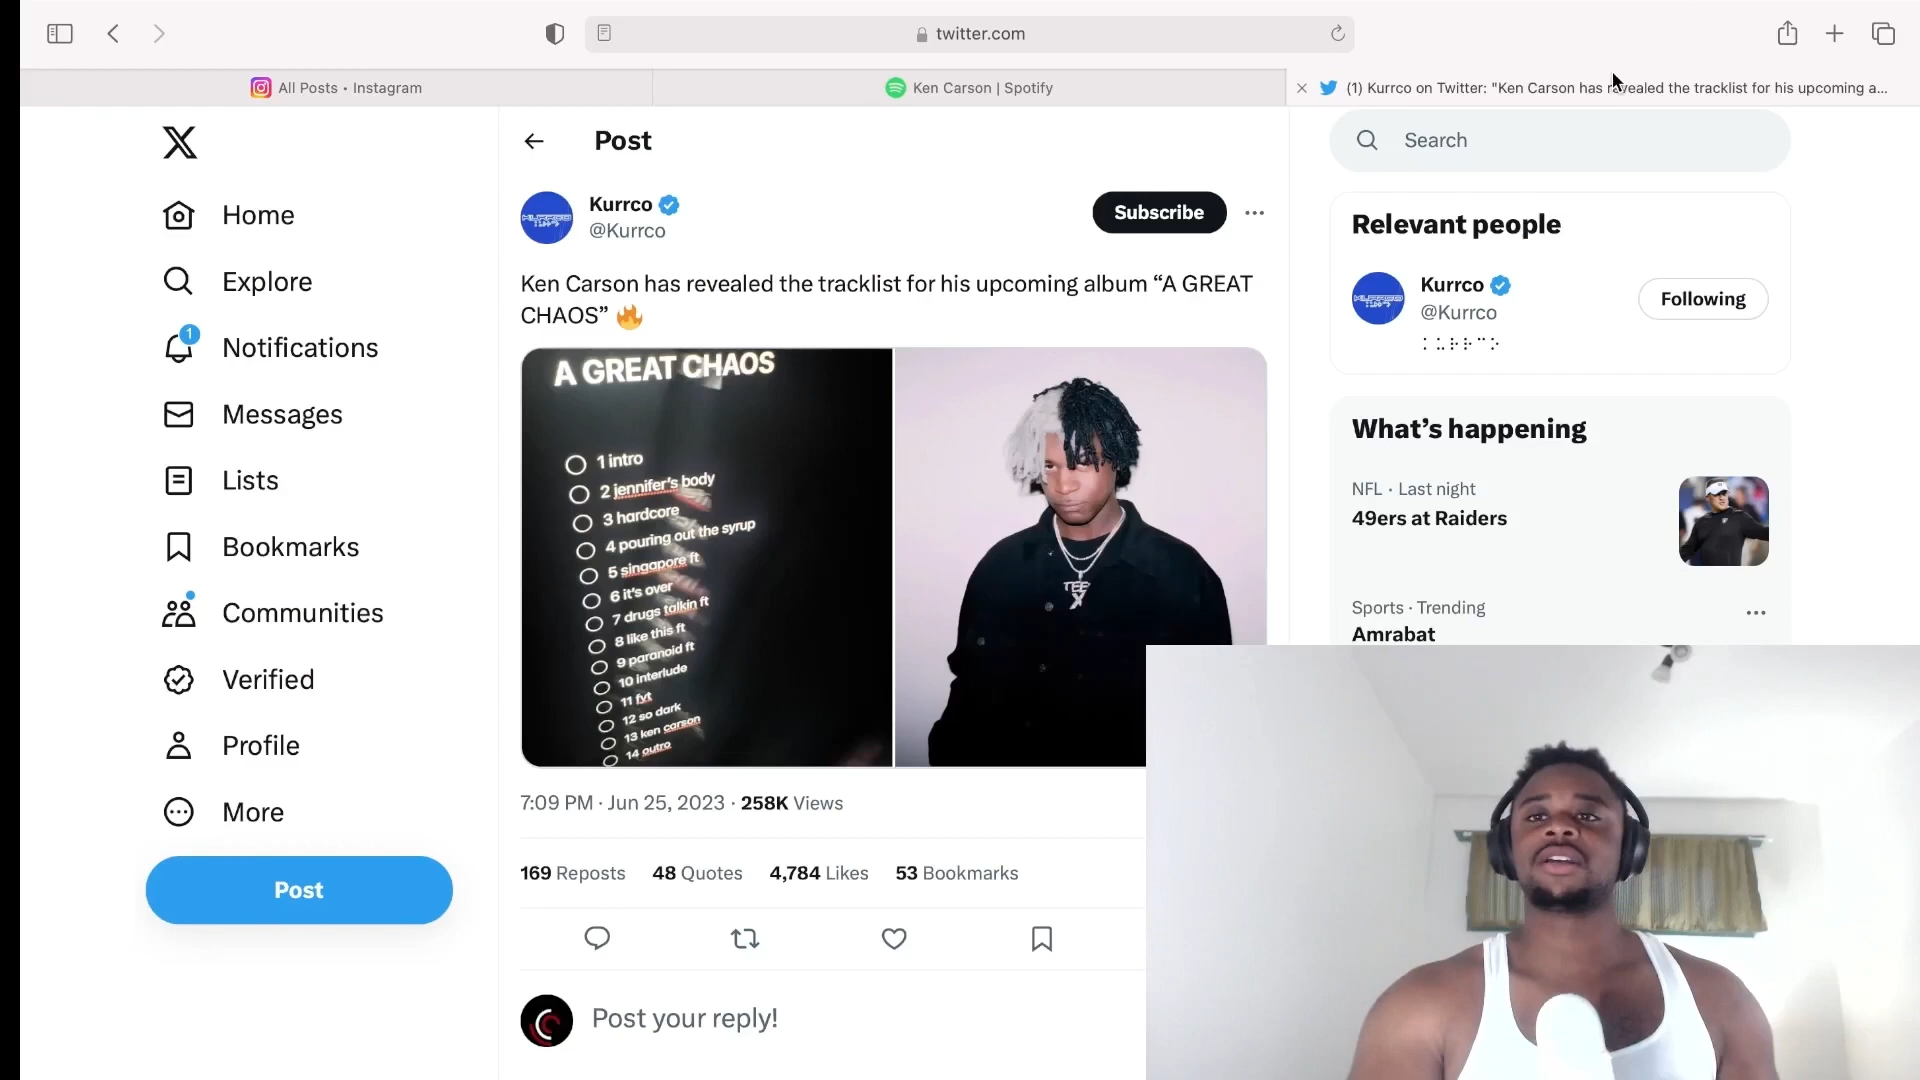 twitter.com
All Posts • Instagram
Ken Carson | Spotify
(1) Kurrco on Twitter: "Ken Carson has revealed the tracklist for his upcoming a...
Home
Explore
1
Notifications
Messages
Lists
Bookmarks
Communities
Verified
Profile
More
Post
Post
Kurrco
@Kurrco
Subscribe
Ken Carson has revealed the tracklist for his upcoming album “A GREAT
CHAOS” 🔥
A GREAT CHAOS
1 intro
2 jennifer's body
3 hardcore
4 pouring out the syrup
5 singapore ft
6 it's over
7 drugs talkin ft
8 like this ft
9 paranoid ft
10 interlude
11 fyt
12 so dark
13 ken carson
14 outro
TEEN
X
7:09 PM · Jun 25, 2023 · 258K Views
169 Reposts 48 Quotes 4,784 Likes 53 Bookmarks
Post your reply!
Search
Relevant people
Kurrco
@Kurrco
Following
What’s happening
NFL · Last night
49ers at Raiders
Sports · Trending
Amrabat